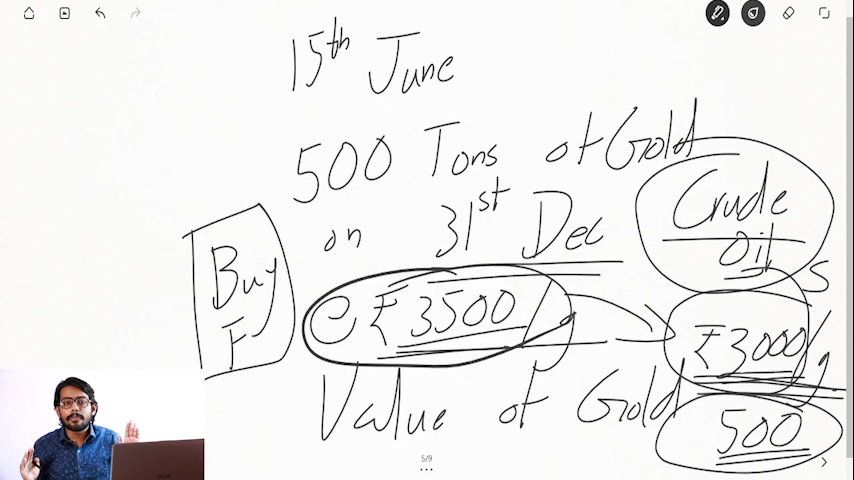 15th June
500 Tons of Gold
on 31st Dec
Crude
Oil
S
Buy
F
@ ₹3500/g
₹3000/g
Value of Gold
500
5/9